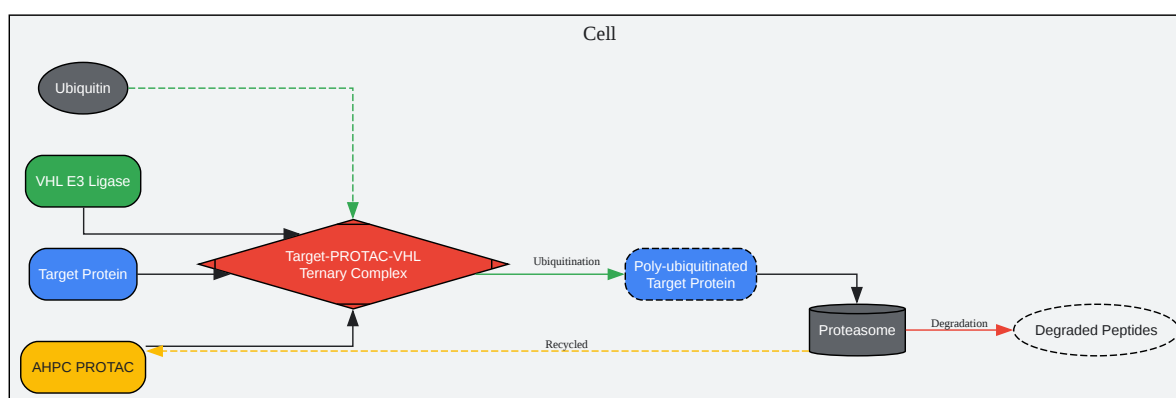 Cell
Ubiquitin
VHL E3 Ligase
Target Protein
AHPC PROTAC
Target-PROTAC-VHL
Ternary Complex
Ubiquitination
Poly-ubiquitinated
Target Protein
Proteasome
Degradation
Degraded Peptides
Recycled